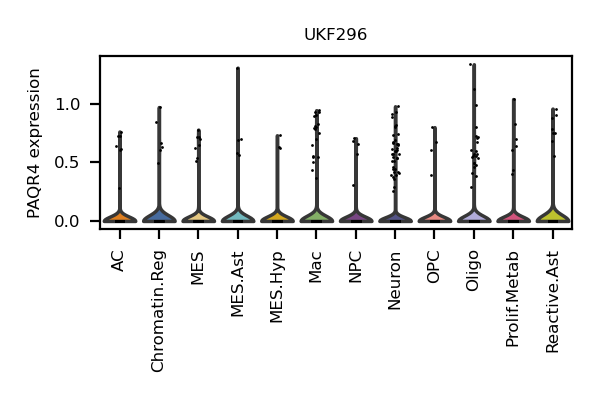 UKF296
PAQR4 expression
1.0
0.5
0.0
AC
Chromatin.Reg
MES
MES.Ast
MES.Hyp
Mac
NPC
Neuron
OPC
Oligo
Prolif.Metab
Reactive.Ast